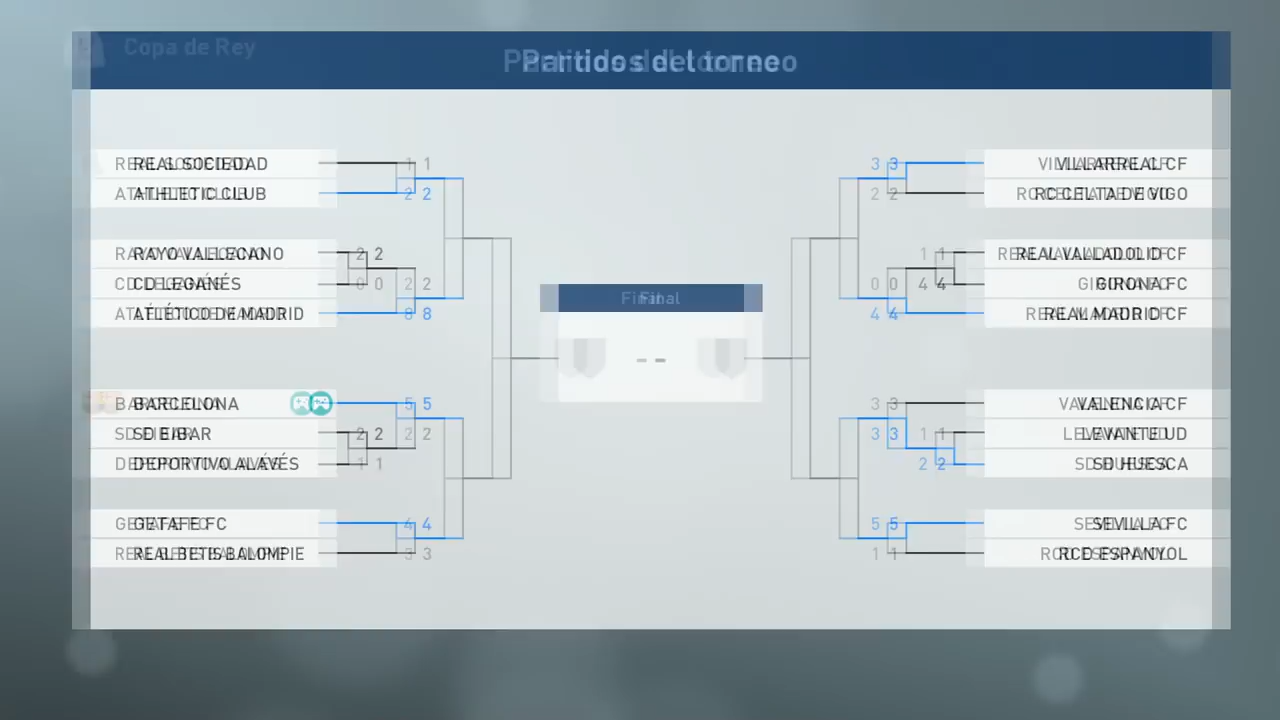 Copa de Rey
Partidos del torneo
REAL SOCIEDAD 1
ATHLETIC CLUB 2
RAYO VALLECANO 2
CD LEGANÉS 0 2
ATLÉTICO DE MADRID 8
BARCELONA 5
SD EIBAR 2 2
DEPORTIVO ALAVÉS 1
GETAFE FC 4
REAL BETIS BALOMPIE 3
Final
- -
3 VILLARREAL CF
2 RC CELTA DE VIGO
1 REAL VALLADOLID CF
0 4 GIRONA FC
4 REAL MADRID CF
3 VALENCIA CF
3 1 LEVANTE UD
2 SD HUESCA
5 SEVILLA FC
1 RCD ESPANYOL